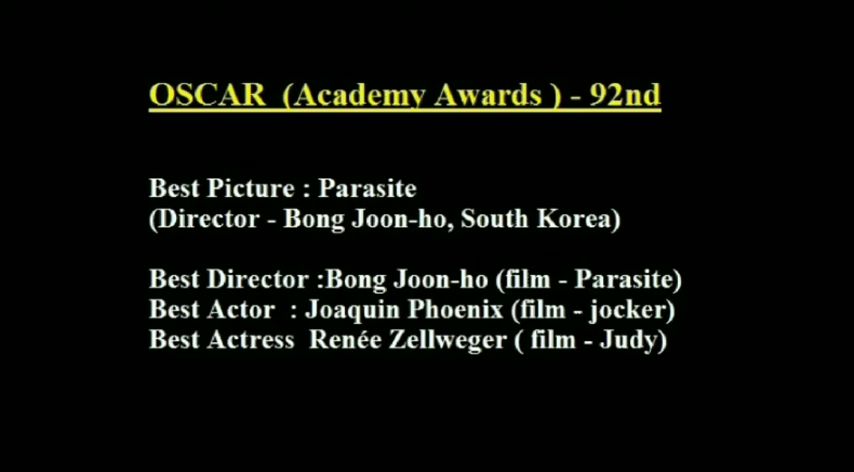 OSCAR (Academy Awards ) - 92nd
Best Picture : Parasite
(Director - Bong Joon-ho, South Korea)
Best Director :Bong Joon-ho (film - Parasite)
Best Actor : Joaquin Phoenix (film - jocker)
Best Actress Renée Zellweger ( film - Judy)